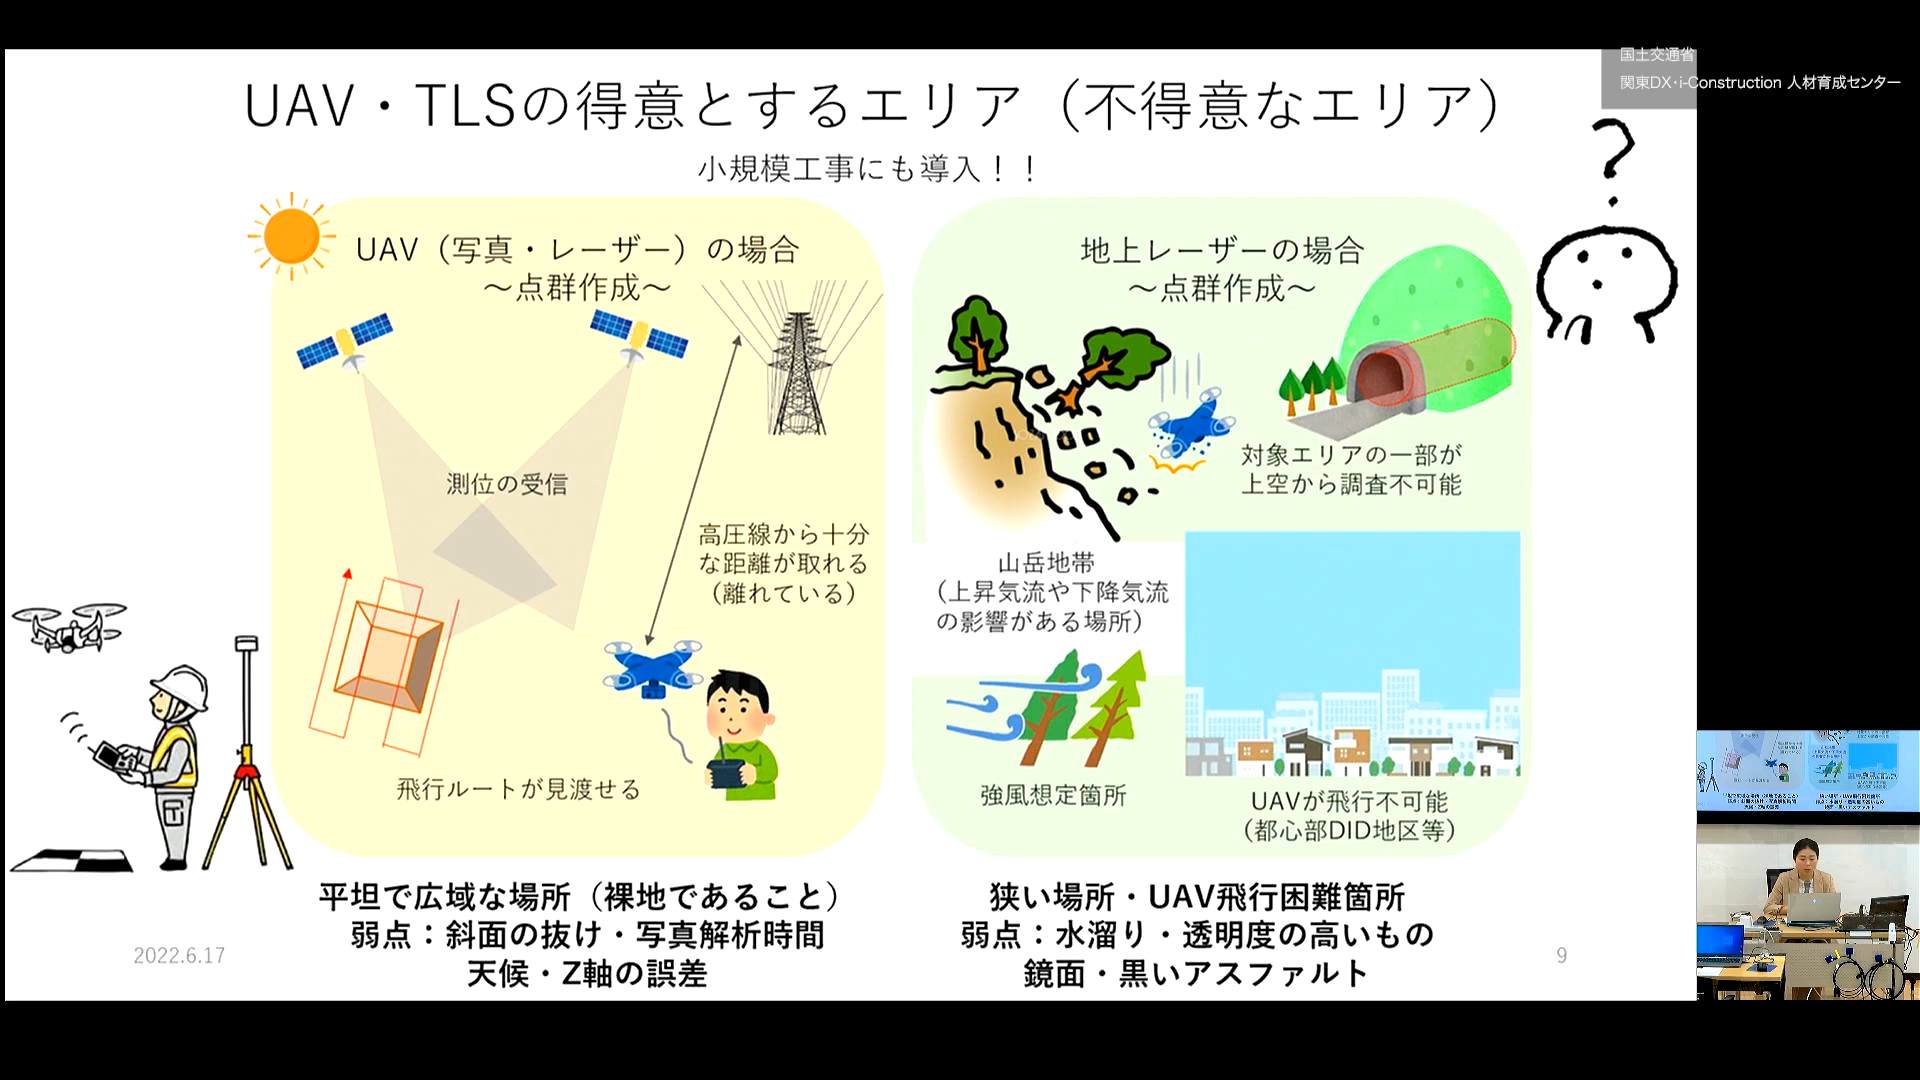 国土交通省
関東DX・i-Construction 人材育成センター
UAV・TLSの得意とするエリア（不得意なエリア）
小規模工事にも導入！！
UAV（写真・レーザー）の場合
～点群作成～
測位の受信
高圧線から十分
な距離が取れる
（離れている）
飛行ルートが見渡せる
平坦で広域な場所（裸地であること）
弱点：斜面の抜け・写真解析時間
天候・Z軸の誤差
地上レーザーの場合
～点群作成～
対象エリアの一部が
上空から調査不可能
山岳地帯
（上昇気流や下降気流
の影響がある場所）
強風想定箇所
UAVが飛行不可能
（都心部DID地区等）
狭い場所・UAV飛行困難箇所
弱点：水溜り・透明度の高いもの
鏡面・黒いアスファルト
?
2022.6.17
9